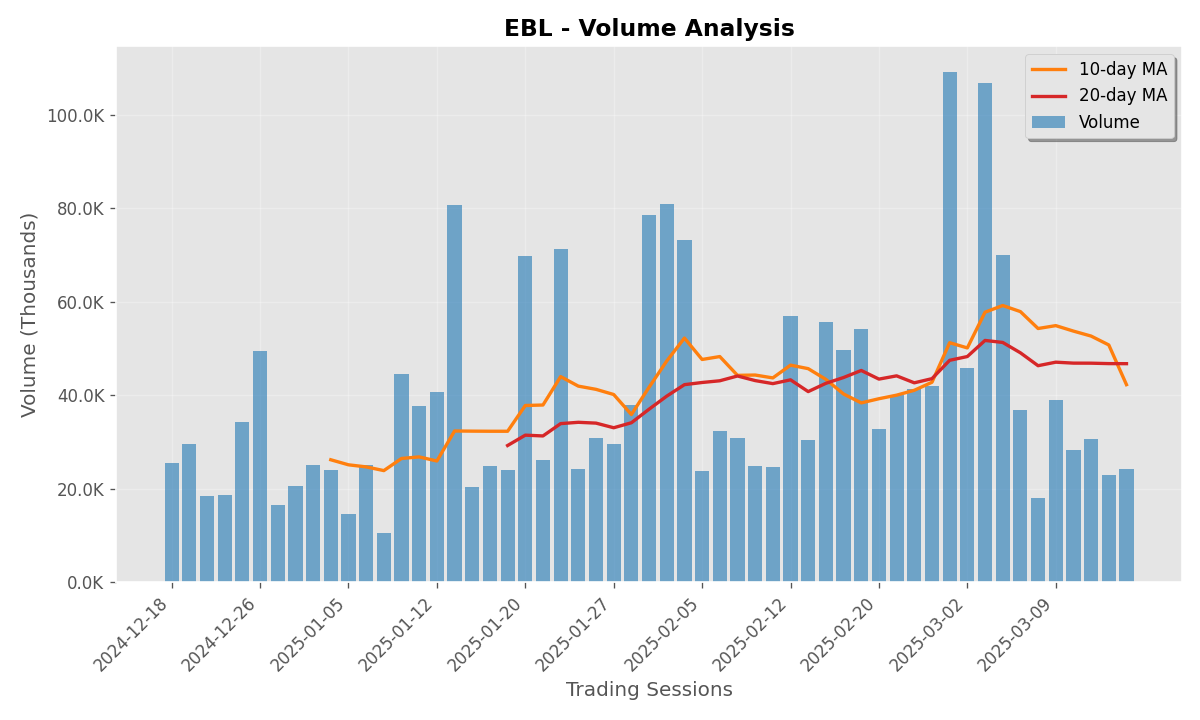 EBL - Volume Analysis
10-day MA
20-day MA
Volume
Volume (Thousands)
100.0K
80.0K
60.0K
40.0K
20.0K
0.0K
2024-12-18
2024-12-26
2025-01-05
2025-01-12
2025-01-20
2025-01-27
2025-02-05
2025-02-12
2025-02-20
2025-03-02
2025-03-09
Trading Sessions